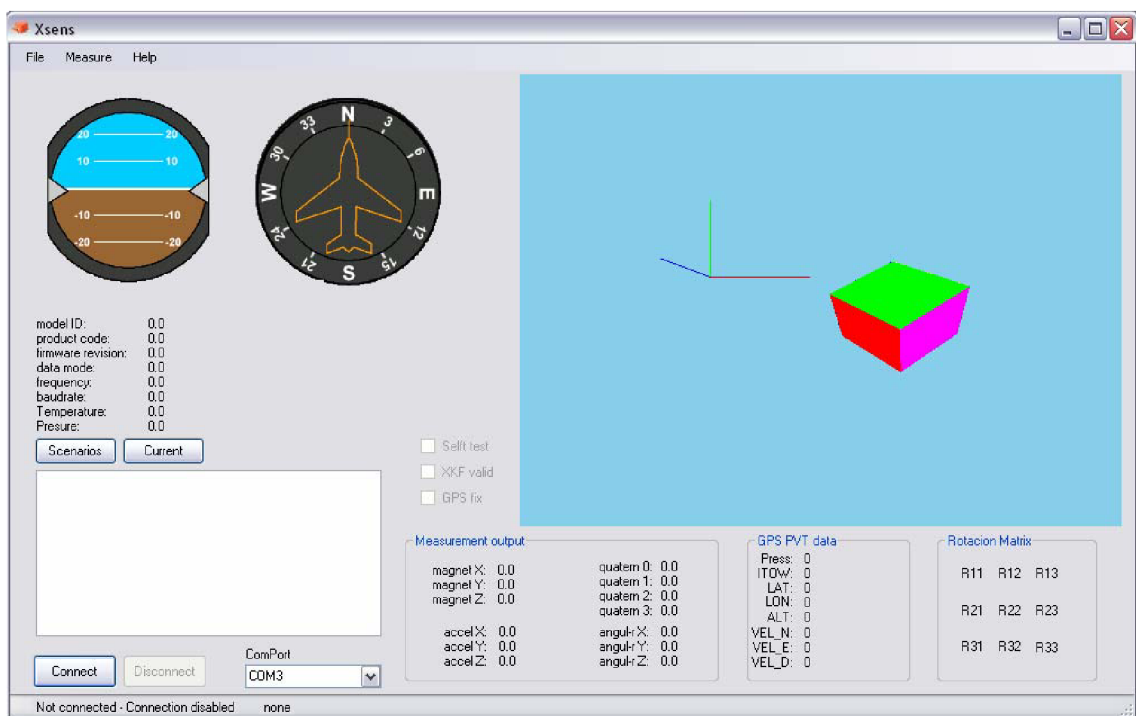 Xsens
File Measure Help
20 20
10 10
-10 -10
-20 -20
N
33 3
30 6
W E
24 12
21 15
S
model ID: 0.0
product code: 0.0
firmware revision: 0.0
data mode: 0.0
frequency: 0.0
baudrate: 0.0
Temperature: 0.0
Presure: 0.0
Scenarios Current
Selft test
XKF valid
GPS fix
Measurement output
magnet X: 0.0
magnet Y: 0.0
magnet Z: 0.0
accel X: 0.0
accel Y: 0.0
accel Z: 0.0
quatern 0: 0.0
quatern 1: 0.0
quatern 2: 0.0
quatern 3: 0.0
angul-r X: 0.0
angul-r Y: 0.0
angul-r Z: 0.0
GPS PVT data
Press: 0
ITOW: 0
LAT: 0
LON: 0
ALT: 0
VEL_N: 0
VEL_E: 0
VEL_D: 0
Rotacion Matrix
R11 R12 R13
R21 R22 R23
R31 R32 R33
Connect Disconnect
ComPort
COM3
Not connected - Connection disabled none